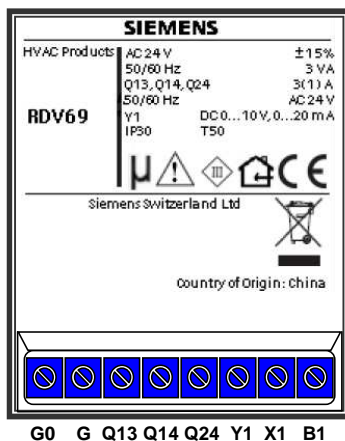 SIEMENS
HVAC Products AC 24 V ±15%
50/60 Hz 3 VA
Q13, Q14, Q24 3(1) A
50/60 Hz AC 24 V
RDV69 Y1 DC 0...10 V, 0...20 mA
IP30 T50
µ ! III CE
Siemens Switzerland Ltd
Country of Origin: China
G0 G Q13 Q14 Q24 Y1 X1 B1